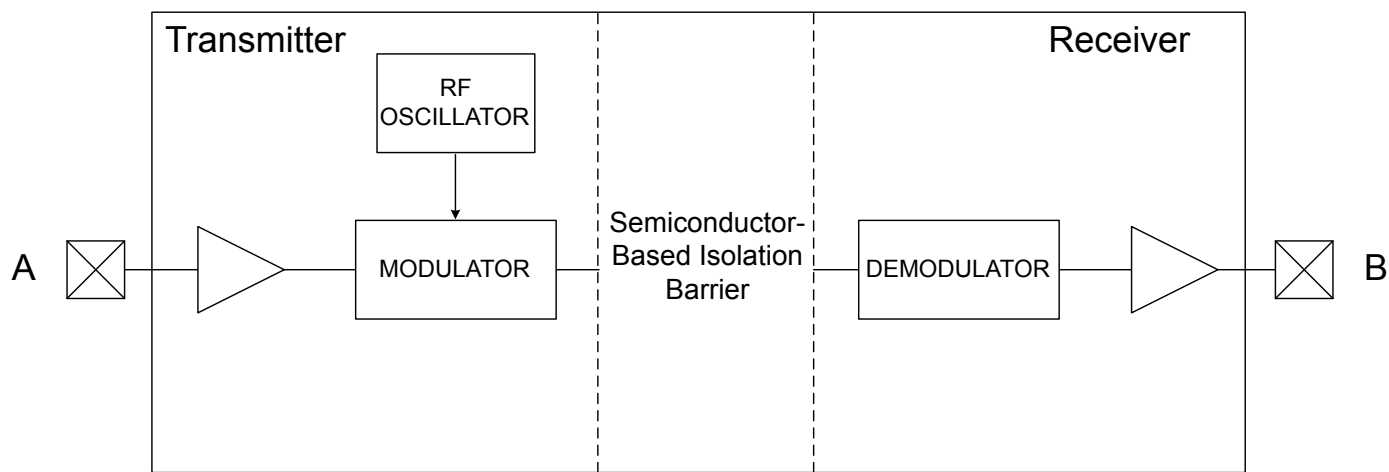 Transmitter
Receiver
RF
OSCILLATOR
A
MODULATOR
Semiconductor-
Based Isolation
Barrier
DEMODULATOR
B